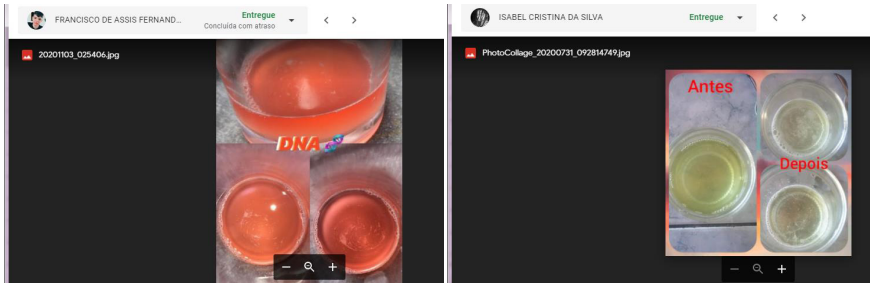 FRANCISCO DE ASSIS FERNAND...
Entregue
Concluída com atraso
20201103_025406.jpg
DNA
ISABEL CRISTINA DA SILVA
Entregue
PhotoCollage_20200731_092814749.jpg
Antes
Depois